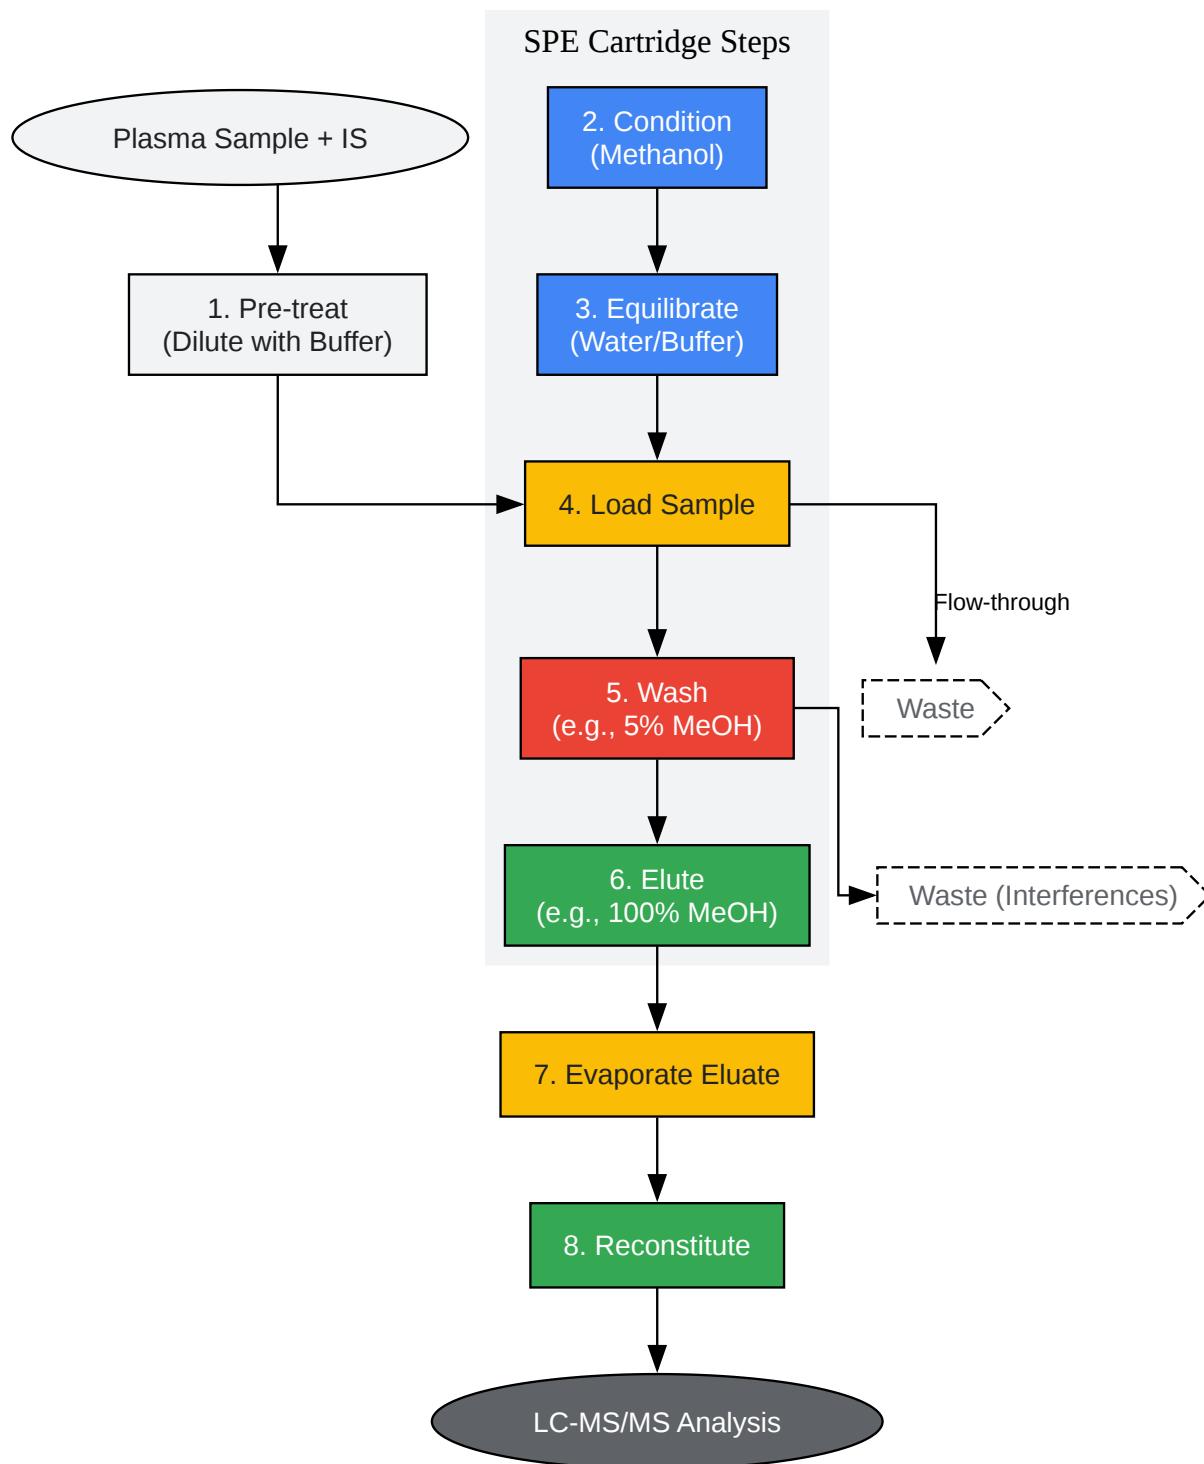 SPE Cartridge Steps
Plasma Sample + IS
2. Condition
(Methanol)
1. Pre-treat
(Dilute with Buffer)
3. Equilibrate
(Water/Buffer)
4. Load Sample
Flow-through
5. Wash
(e.g., 5% MeOH)
Waste
6. Elute
(e.g., 100% MeOH)
Waste (Interferences)
7. Evaporate Eluate
8. Reconstitute
LC-MS/MS Analysis